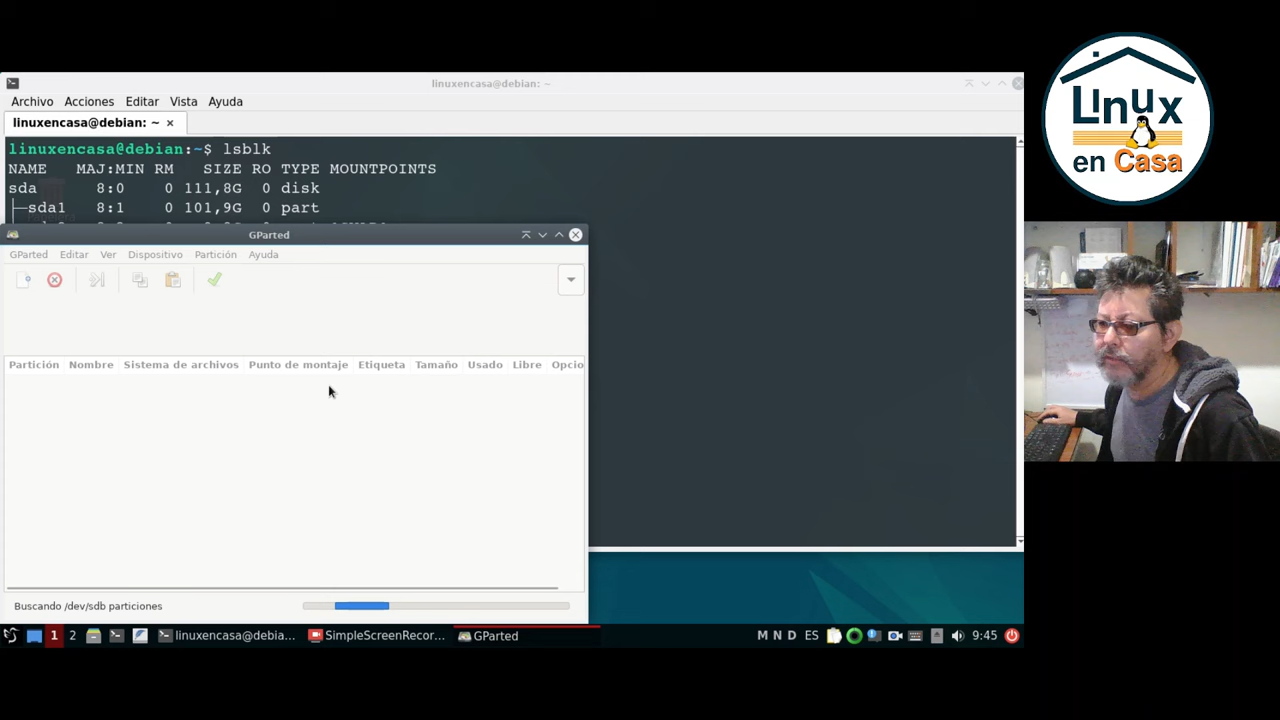 linuxencasa@debian: ~
Archivo Acciones Editar Vista Ayuda
linuxencasa@debian: ~ ×
linuxencasa@debian:~$ lsblk
NAME MAJ:MIN RM SIZE RO TYPE MOUNTPOINTS
sda 8:0 0 111,8G 0 disk
├─sda1 8:1 0 101,9G 0 part
GParted
GParted Editar Ver Dispositivo Partición Ayuda
Partición Nombre Sistema de archivos Punto de montaje Etiqueta Tamaño Usado Libre Opcio
Buscando /dev/sdb particiones
1 2 linuxencasa@debia... SimpleScreenRecor... GParted M N D ES 9:45
Linux
en Casa